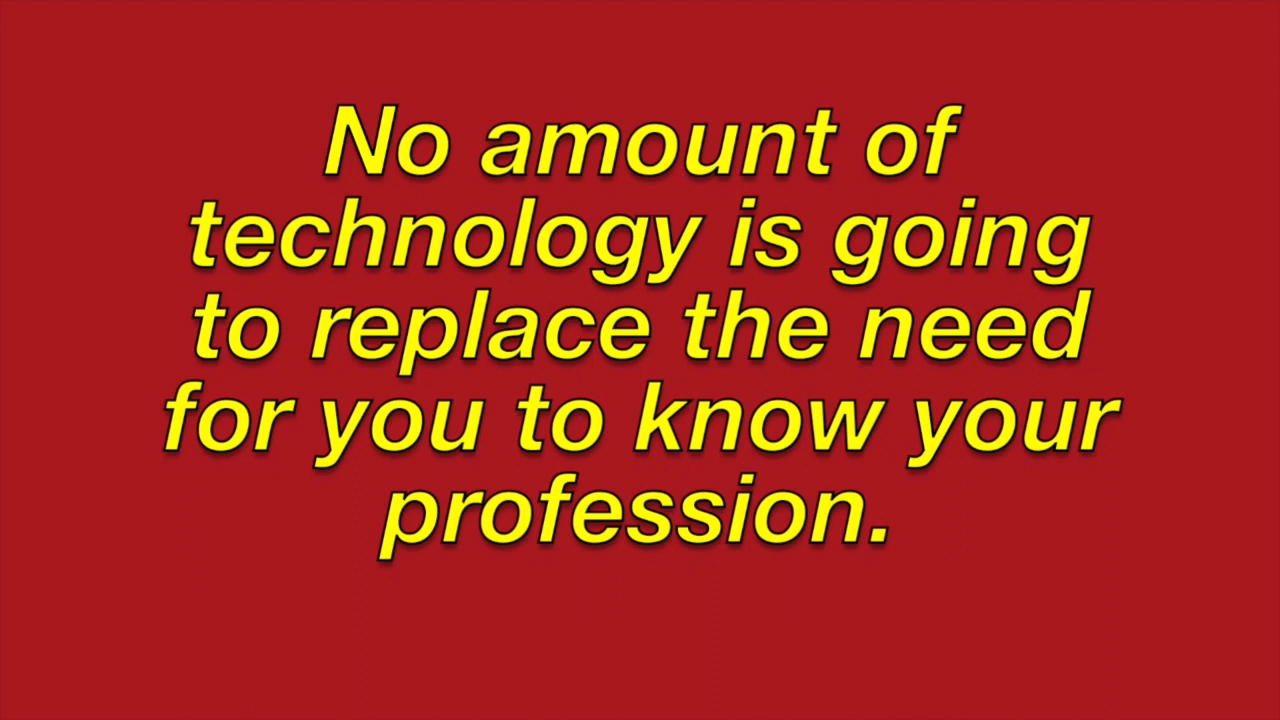 No amount of
technology is going
to replace the need
for you to know your
profession.